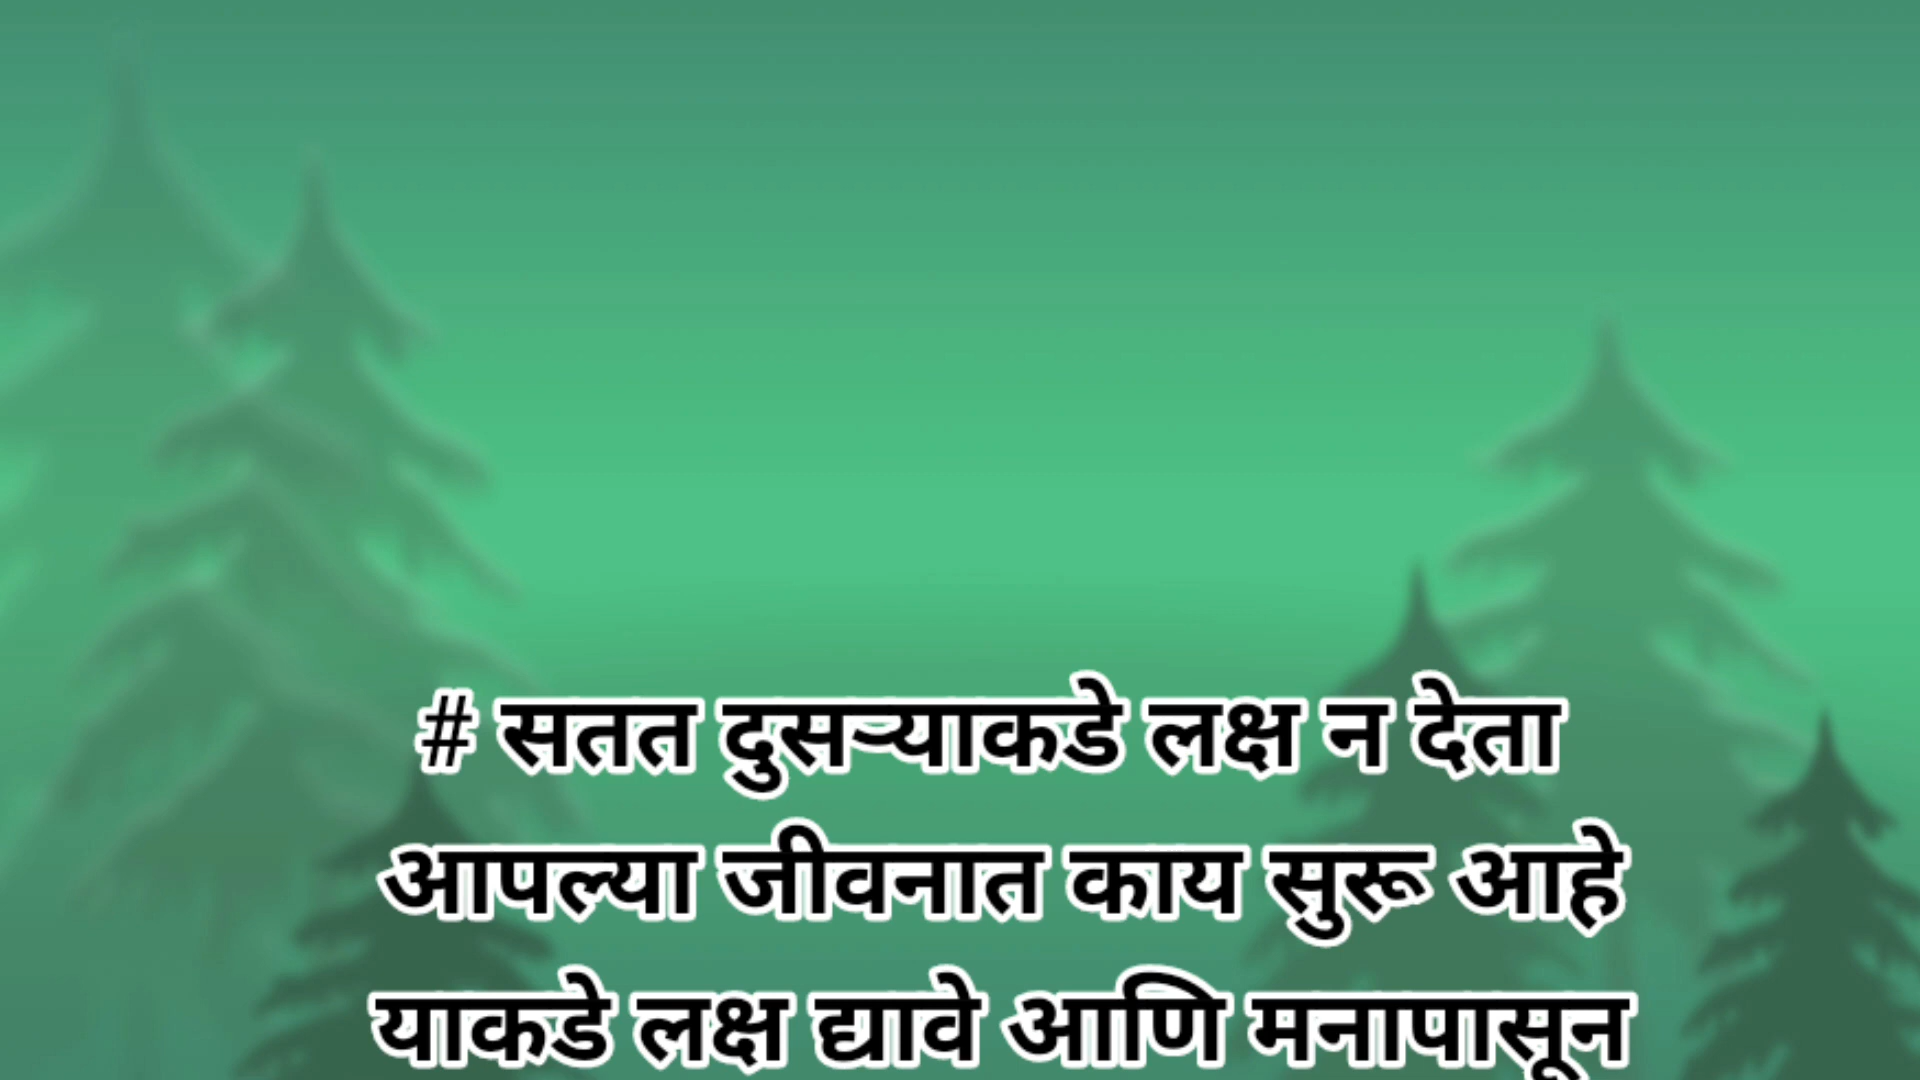 # सतत दुसऱ्याकडे लक्ष न देता
आपल्या जीवनात काय सुरू आहे
याकडे लक्ष द्यावे आणि मनापासून